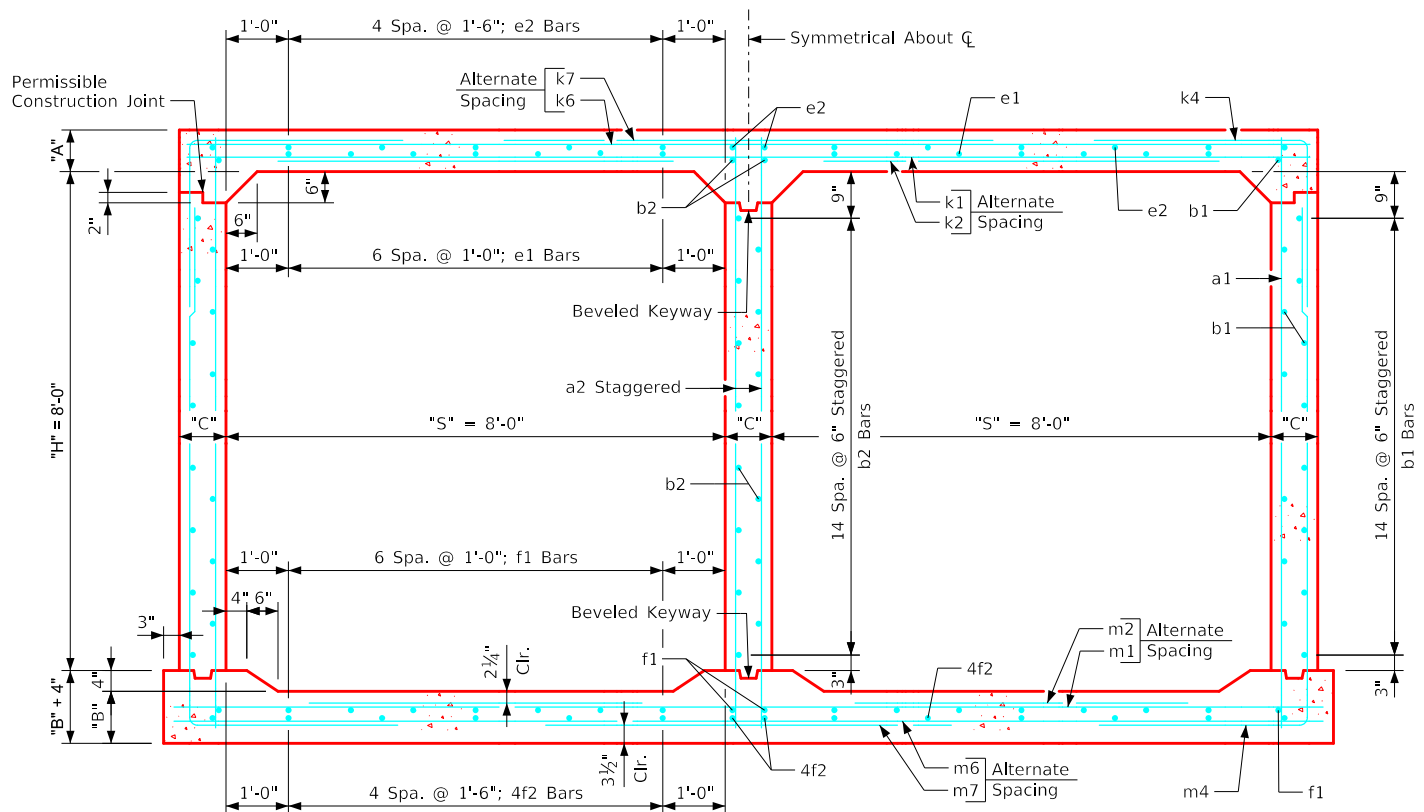 1'-0"
4 Spa. @ 1'-6"; e2 Bars
1'-0"
Symmetrical About ℄
Permissible
Construction Joint
Alternate
Spacing
k7
k6
e2
e1
k4
"A"
2"
6"
6"
b2
k1
k2
Alternate
Spacing
9"
e2
b1
9"
1'-0"
6 Spa. @ 1'-0"; e1 Bars
1'-0"
a1
Beveled Keyway
b1
a2 Staggered
"H" = 8'-0"
"C"
"S" = 8'-0"
"C"
14 Spa. @ 6" Staggered
b2 Bars
"S" = 8'-0"
"C"
14 Spa. @ 6" Staggered
b1 Bars
b2
1'-0"
6 Spa. @ 1'-0"; f1 Bars
1'-0"
4"
6"
3"
Beveled Keyway
m2
m1
Alternate
Spacing
2¼"
Clr.
f1
4f2
3"
3"
"B" + 4"
"B"
4"
3½"
Clr.
4f2
m6
m7
Alternate
Spacing
m4
f1
1'-0"
4 Spa. @ 1'-6"; 4f2 Bars
1'-0"